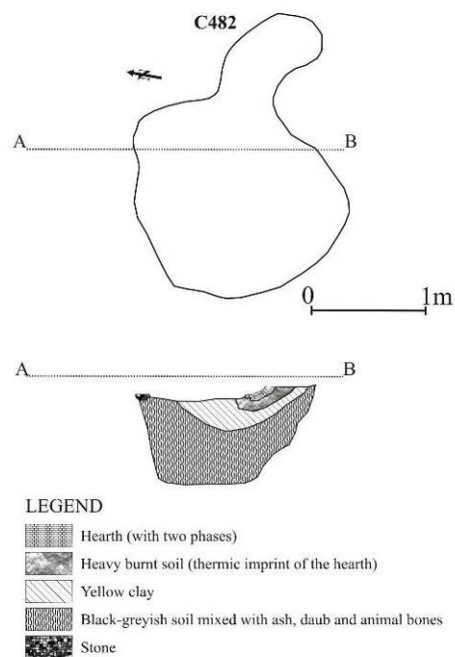 C482
N
A B
0 1m
A B
LEGEND
Hearth (with two phases)
Heavy burnt soil (thermic imprint of the hearth)
Yellow clay
Black-greyish soil mixed with ash, daub and animal bones
Stone